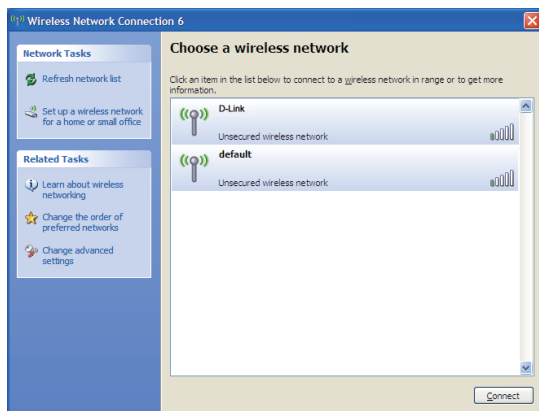 Wireless Network Connection 6
Network Tasks
Refresh network list
Set up a wireless network
for a home or small office
Related Tasks
Learn about wireless
networking
Change the order of
preferred networks
Change advanced
settings
Choose a wireless network
Click an item in the list below to connect to a wireless network in range or to get more
information.
D-Link
Unsecured wireless network
default
Unsecured wireless network
Connect